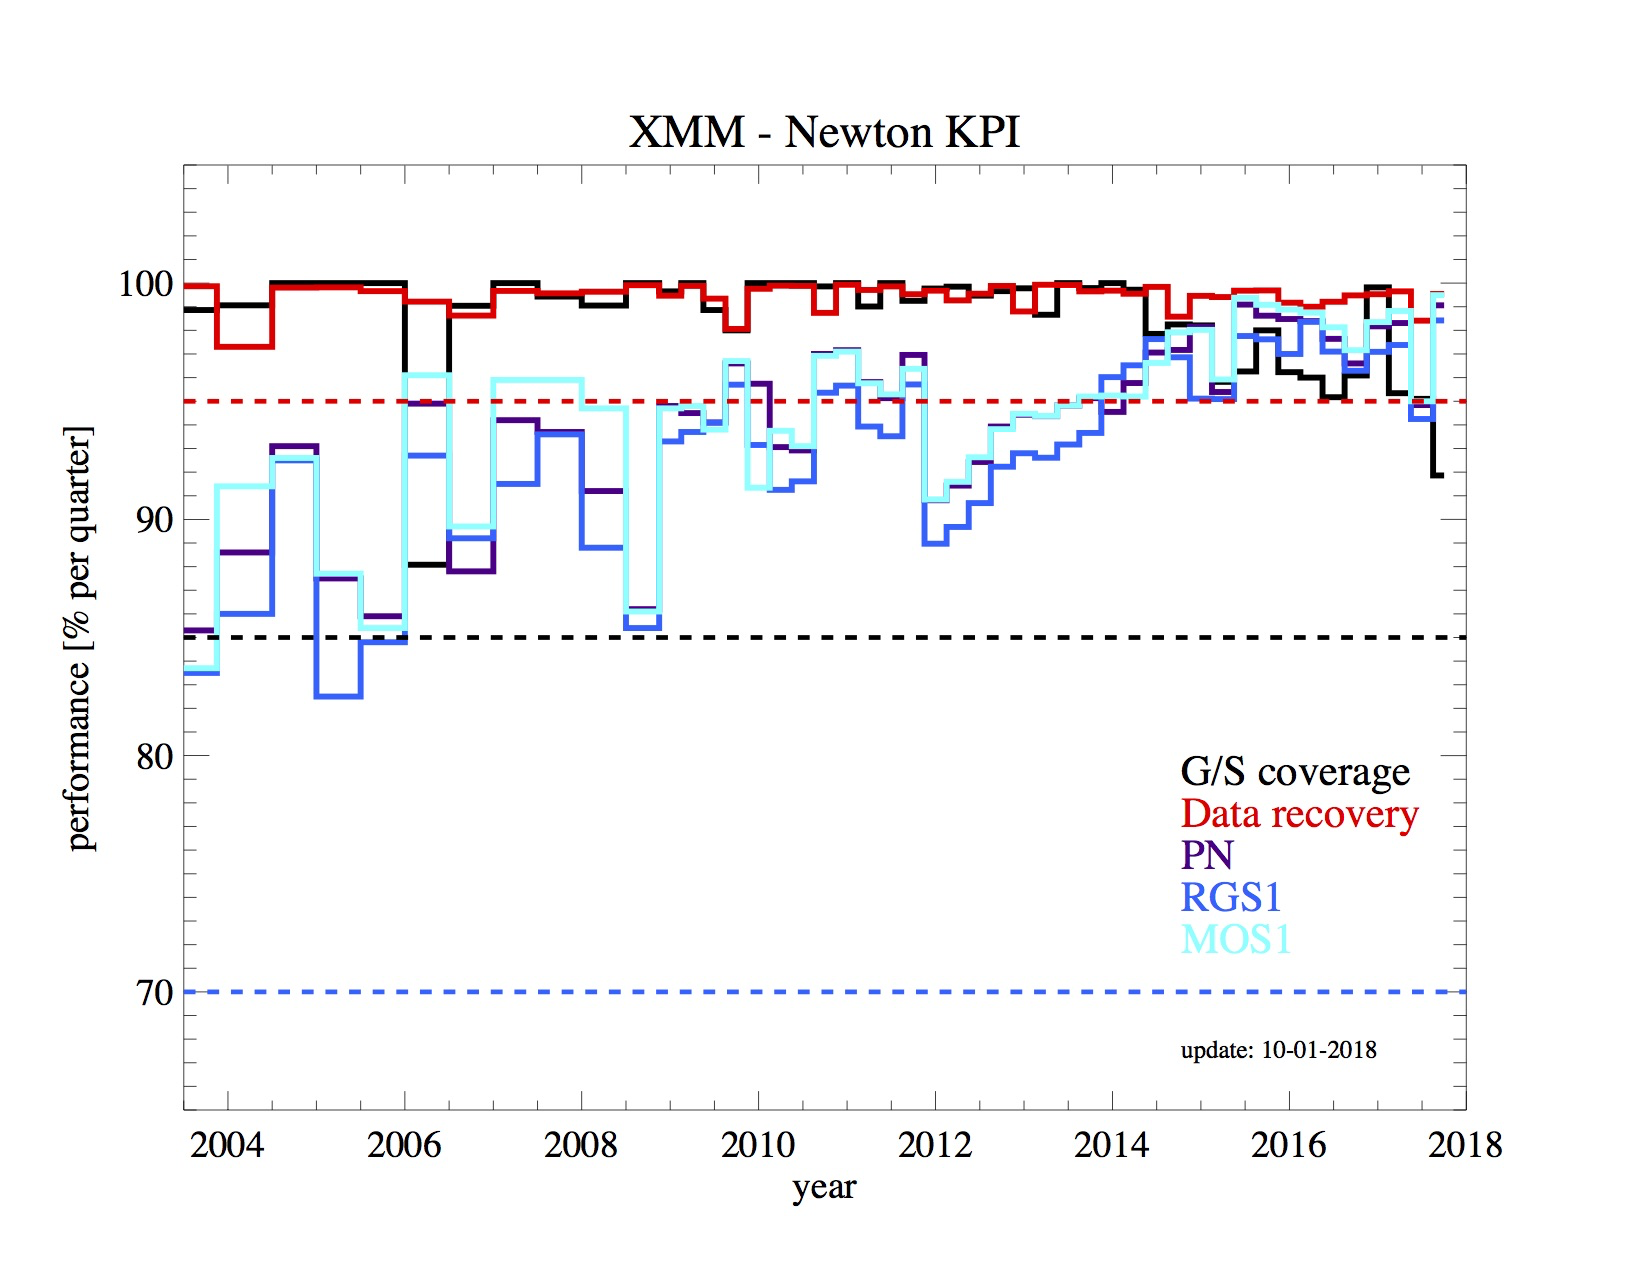 XMM - Newton KPI
100
90
80
70
performance [% per quarter]
G/S coverage
Data recovery
PN
RGS1
MOS1
update: 10-01-2018
2004 2006 2008 2010 2012 2014 2016 2018
year